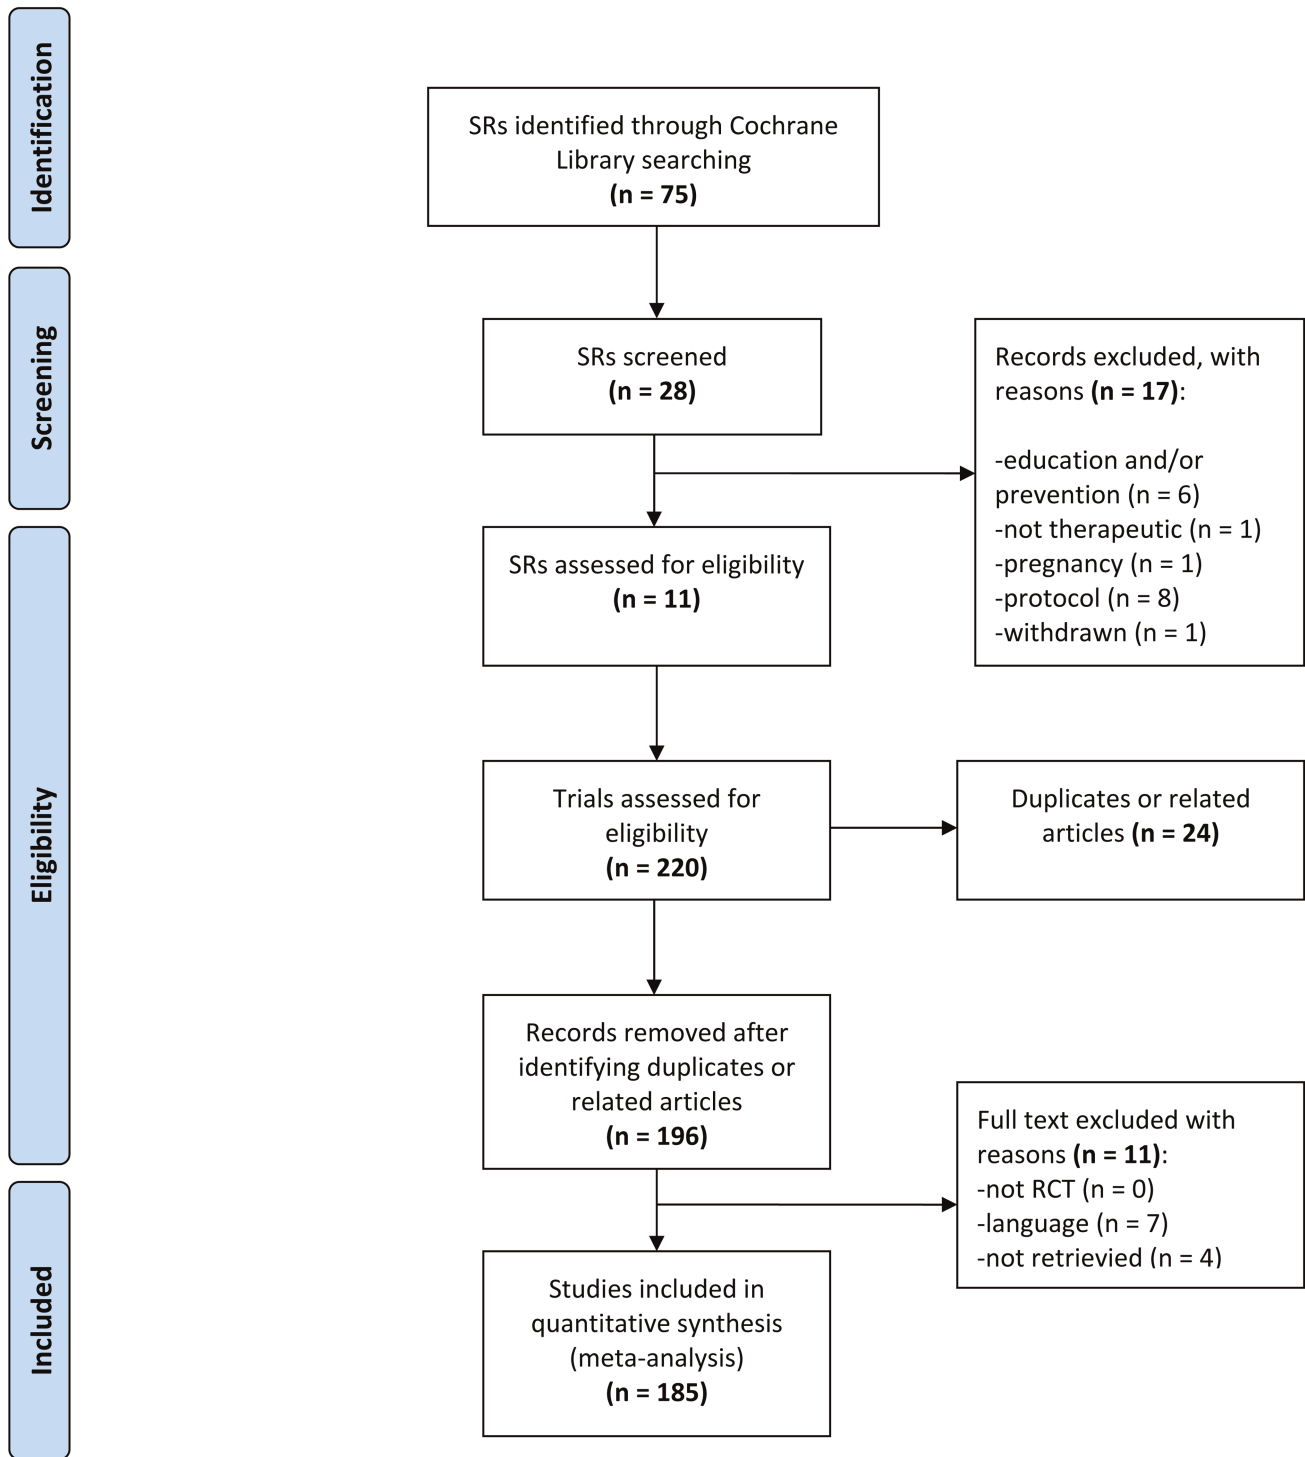 Identification
SRs identified through Cochrane
Library searching
(n = 75)
Screening
SRs screened
(n = 28)
Records excluded, with
reasons (n = 17):
-education and/or
prevention (n = 6)
-not therapeutic (n = 1)
-pregnancy (n = 1)
-protocol (n = 8)
-withdrawn (n = 1)
Eligibility
SRs assessed for eligibility
(n = 11)
Trials assessed for
eligibility
(n = 220)
Duplicates or related
articles (n = 24)
Records removed after
identifying duplicates or
related articles
(n = 196)
Full text excluded with
reasons (n = 11):
-not RCT (n = 0)
-language (n = 7)
-not retrievied (n = 4)
Included
Studies included in
quantitative synthesis
(meta-analysis)
(n = 185)